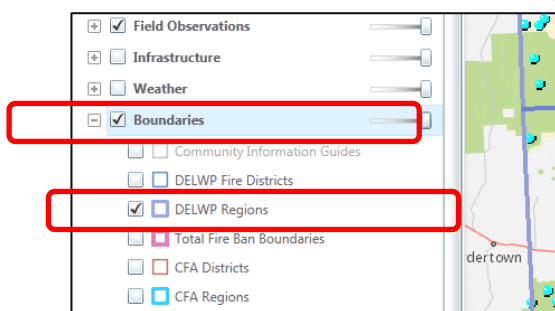 Field Observations
Infrastructure
Weather
Boundaries
Community Information Guides
DELWP Fire Districts
DELWP Regions
Total Fire Ban Boundaries
dertown
CFA Districts
CFA Regions